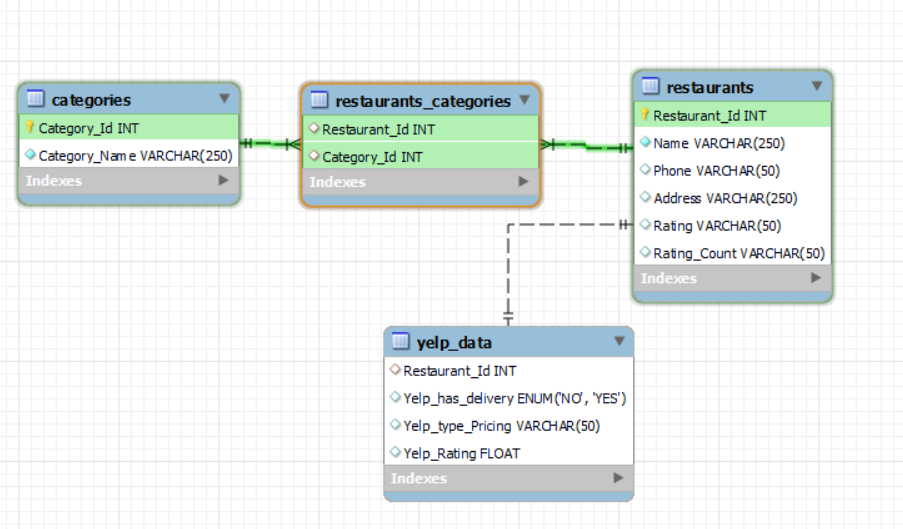 categories
Category_Id INT
Category_Name VARCHAR(250)
Indexes
restaurants_categories
Restaurant_Id INT
Category_Id INT
Indexes
restaurants
Restaurant_Id INT
Name VARCHAR(250)
Phone VARCHAR(50)
Address VARCHAR(250)
Rating VARCHAR(50)
Rating_Count VARCHAR(50)
Indexes
yelp_data
Restaurant_Id INT
Yelp_has_delivery ENUM('NO', 'YES')
Yelp_type_Pricing VARCHAR(50)
Yelp_Rating FLOAT
Indexes